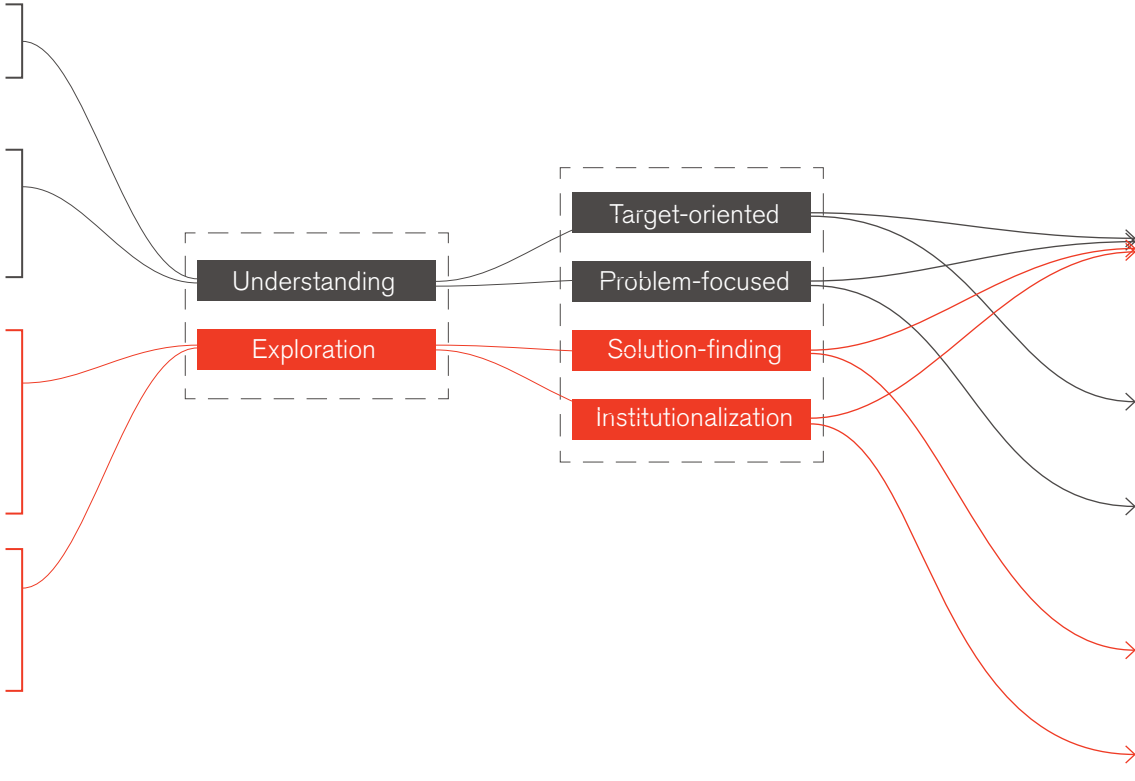 Understanding
Exploration
Target-oriented
Problem-focused
Solution-finding
Institutionalization